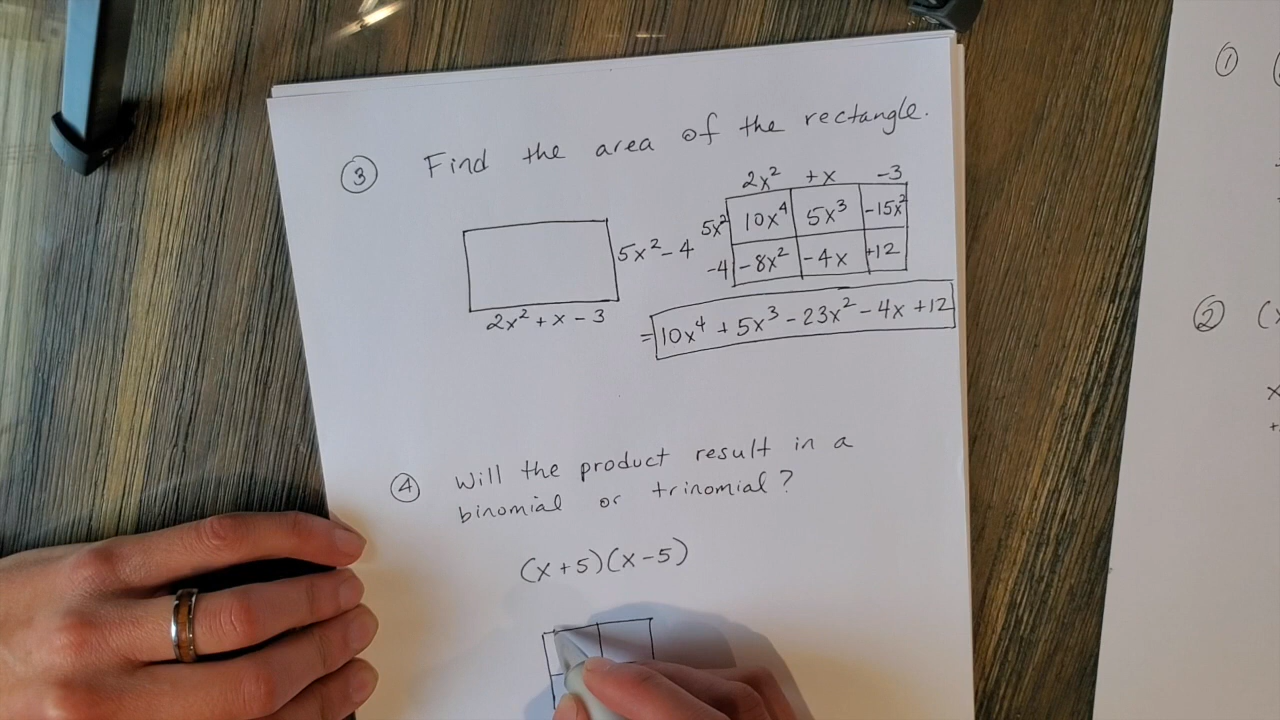 ③ Find the area of the rectangle.
2x² +x -3
5x² 10x⁴ 5x³ -15x²
5x² - 4
-4 -8x² -4x +12
2x² + x - 3
= 10x⁴ + 5x³ - 23x² - 4x + 12
④ Will the product result in a
binomial or trinomial?
(x+5)(x-5)
①
② (x
x